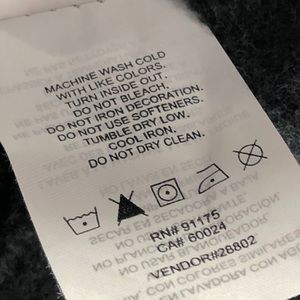 MACHINE WASH COLD
WITH LIKE COLORS.
TURN INSIDE OUT.
DO NOT BLEACH.
DO NOT IRON DECORATION.
DO NOT USE SOFTENERS.
TUMBLE DRY LOW.
COOL IRON.
DO NOT DRY CLEAN.
RN# 91175
CA# 60024
VENDOR#28802